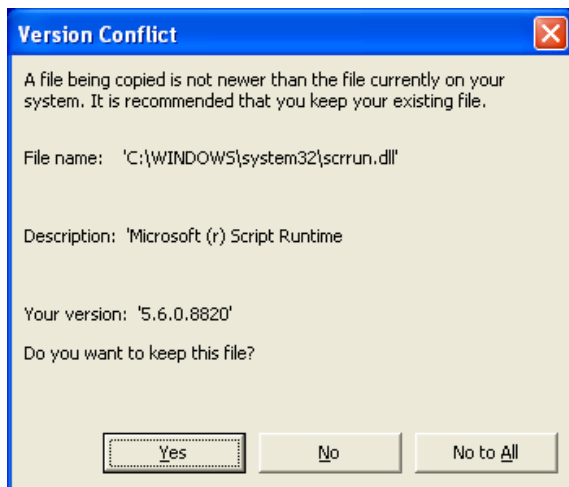 Version Conflict
A file being copied is not newer than the file currently on your
system. It is recommended that you keep your existing file.
File name: 'C:\WINDOWS\system32\scrrun.dll'
Description: 'Microsoft (r) Script Runtime
Your version: '5.6.0.8820'
Do you want to keep this file?
Yes
No
No to All